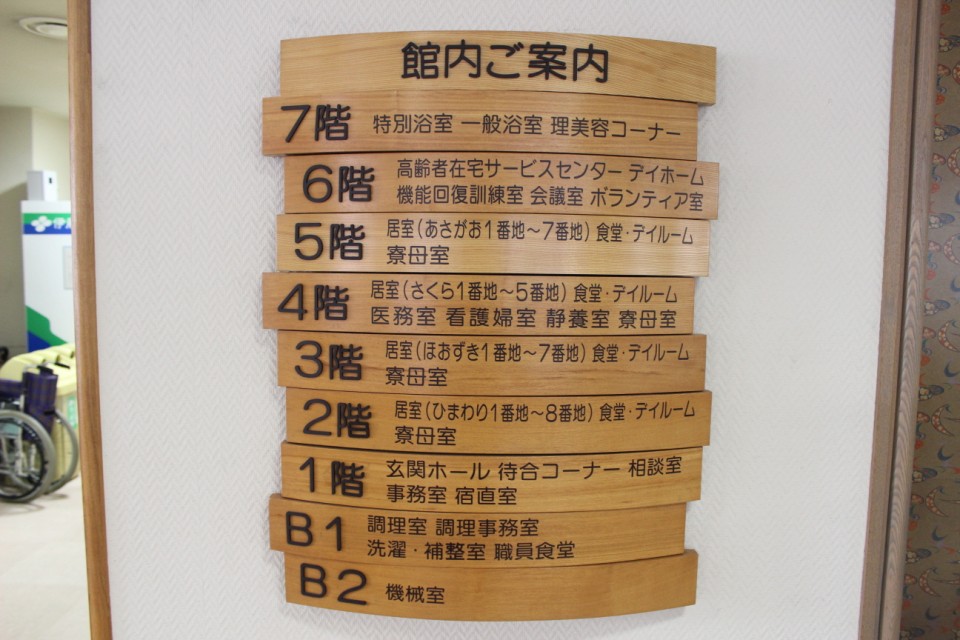 館内ご案内
7階 特別浴室 一般浴室 理美容コーナー
6階 高齢者在宅サービスセンター デイホーム
機能回復訓練室 会議室 ボランティア室
5階 居室(あさがお1番地～7番地) 食堂・デイルーム
寮母室
4階 居室(さくら1番地～5番地) 食堂・デイルーム
医務室 看護婦室 静養室 寮母室
3階 居室(ほおずき1番地～7番地) 食堂・デイルーム
寮母室
2階 居室(ひまわり1番地～8番地) 食堂・デイルーム
寮母室
1階 玄関ホール 待合コーナー 相談室
事務室 宿直室
B1 調理室 調理事務室
洗濯・補整室 職員食堂
B2 機械室